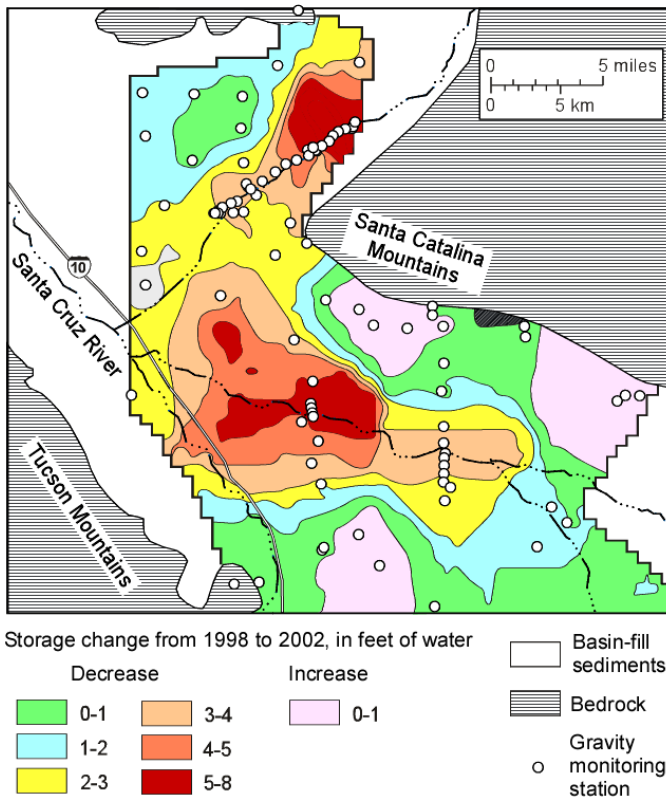 0 5 miles
0 5 km
Santa Catalina
Mountains
10
Santa Cruz River
Tucson Mountains
Storage change from 1998 to 2002, in feet of water
Decrease
Increase
0-1
3-4
0-1
1-2
4-5
2-3
5-8
Basin-fill
sediments
Bedrock
Gravity
monitoring
station